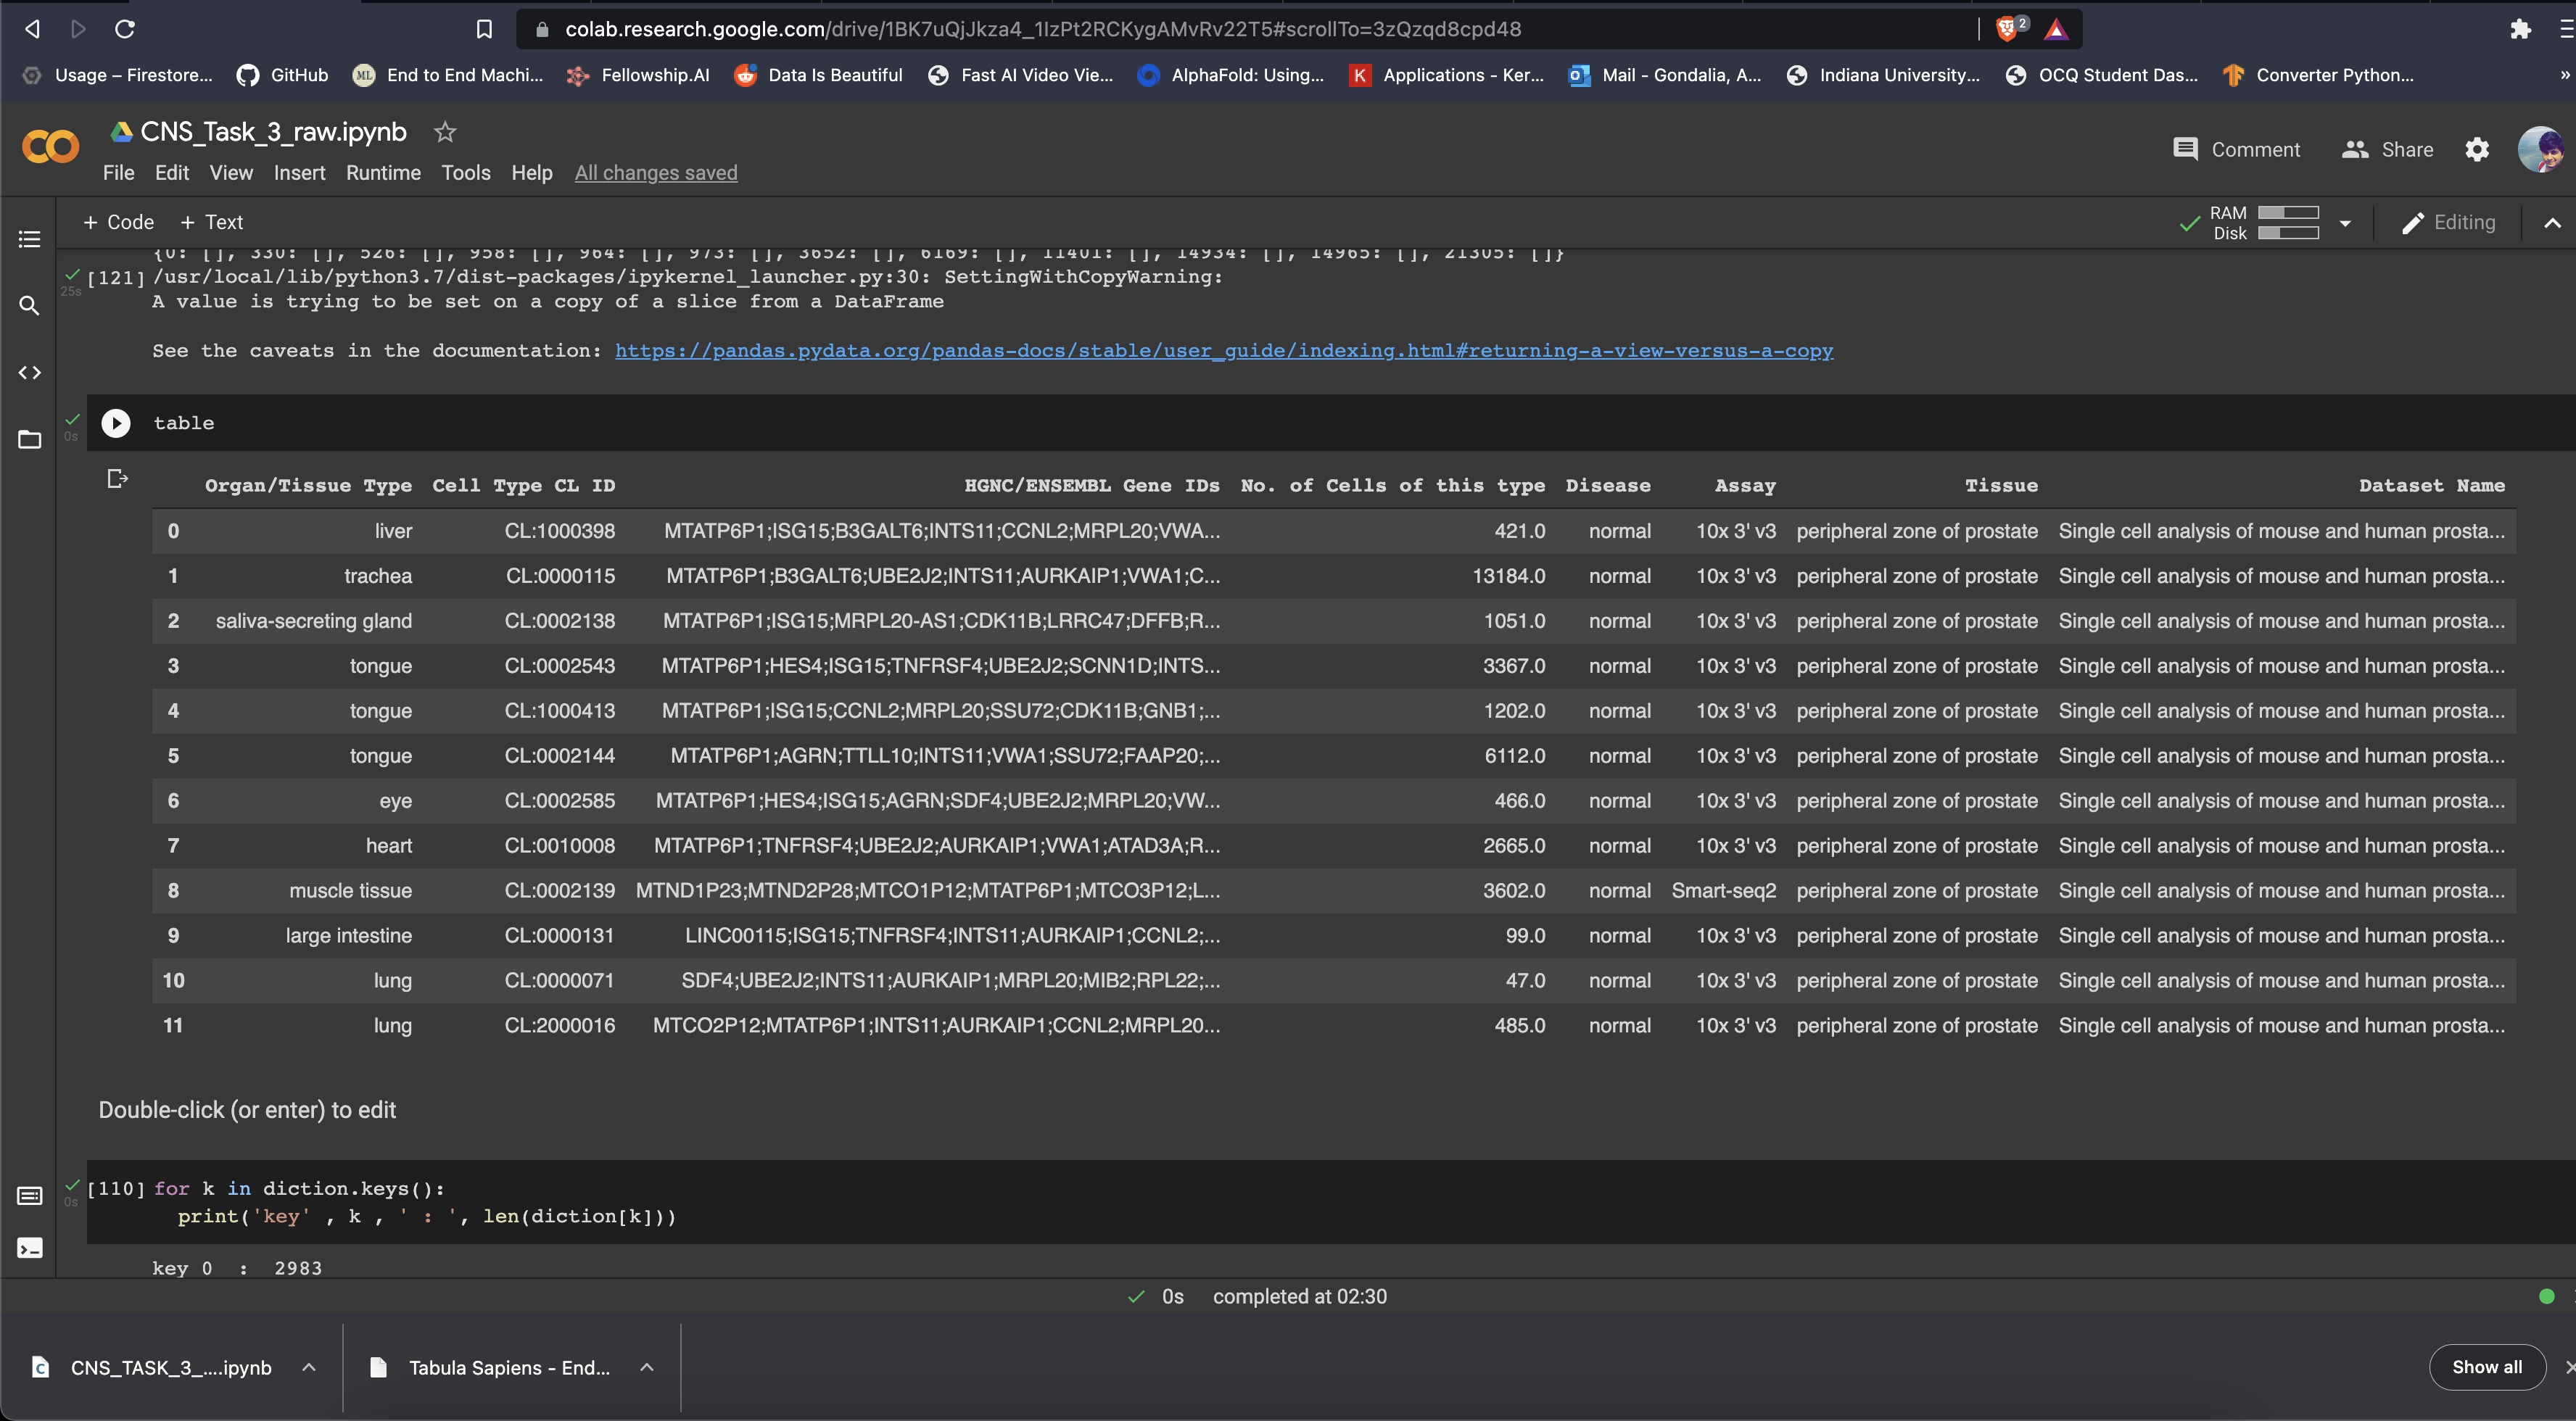 colab.research.google.com/drive/1BK7uQjJkza4_1IzPt2RCKygAMvRv22T5#scrollTo=3zQzqd8cpd48
2
Usage – Firestore... GitHub ML End to End Machi... Fellowship.AI Data Is Beautiful Fast AI Video Vie... AlphaFold: Using... K Applications - Ker... Mail - Gondalia, A... Indiana University... OCQ Student Das... Converter Python... »
CNS_Task_3_raw.ipynb
Comment Share
File Edit View Insert Runtime Tools Help All changes saved
+ Code + Text RAM Disk Editing
{0: [], 330: [], 526: [], 958: [], 964: [], 973: [], 3652: [], 6169: [], 11401: [], 14934: [], 14965: [], 21305: []}
25s [121] /usr/local/lib/python3.7/dist-packages/ipykernel_launcher.py:30: SettingWithCopyWarning:
A value is trying to be set on a copy of a slice from a DataFrame
See the caveats in the documentation: https://pandas.pydata.org/pandas-docs/stable/user_guide/indexing.html#returning-a-view-versus-a-copy
0s table
Organ/Tissue Type Cell Type CL ID HGNC/ENSEMBL Gene IDs No. of Cells of this type Disease Assay Tissue Dataset Name
0 liver CL:1000398 MTATP6P1;ISG15;B3GALT6;INTS11;CCNL2;MRPL20;VWA... 421.0 normal 10x 3' v3 peripheral zone of prostate Single cell analysis of mouse and human prosta...
1 trachea CL:0000115 MTATP6P1;B3GALT6;UBE2J2;INTS11;AURKAIP1;VWA1;C... 13184.0 normal 10x 3' v3 peripheral zone of prostate Single cell analysis of mouse and human prosta...
2 saliva-secreting gland CL:0002138 MTATP6P1;ISG15;MRPL20-AS1;CDK11B;LRRC47;DFFB;R... 1051.0 normal 10x 3' v3 peripheral zone of prostate Single cell analysis of mouse and human prosta...
3 tongue CL:0002543 MTATP6P1;HES4;ISG15;TNFRSF4;UBE2J2;SCNN1D;INTS... 3367.0 normal 10x 3' v3 peripheral zone of prostate Single cell analysis of mouse and human prosta...
4 tongue CL:1000413 MTATP6P1;ISG15;CCNL2;MRPL20;SSU72;CDK11B;GNB1;... 1202.0 normal 10x 3' v3 peripheral zone of prostate Single cell analysis of mouse and human prosta...
5 tongue CL:0002144 MTATP6P1;AGRN;TTLL10;INTS11;VWA1;SSU72;FAAP20;... 6112.0 normal 10x 3' v3 peripheral zone of prostate Single cell analysis of mouse and human prosta...
6 eye CL:0002585 MTATP6P1;HES4;ISG15;AGRN;SDF4;UBE2J2;MRPL20;VW... 466.0 normal 10x 3' v3 peripheral zone of prostate Single cell analysis of mouse and human prosta...
7 heart CL:0010008 MTATP6P1;TNFRSF4;UBE2J2;AURKAIP1;VWA1;ATAD3A;R... 2665.0 normal 10x 3' v3 peripheral zone of prostate Single cell analysis of mouse and human prosta...
8 muscle tissue CL:0002139 MTND1P23;MTND2P28;MTCO1P12;MTATP6P1;MTCO3P12;L... 3602.0 normal Smart-seq2 peripheral zone of prostate Single cell analysis of mouse and human prosta...
9 large intestine CL:0000131 LINC00115;ISG15;TNFRSF4;INTS11;AURKAIP1;CCNL2;... 99.0 normal 10x 3' v3 peripheral zone of prostate Single cell analysis of mouse and human prosta...
10 lung CL:0000071 SDF4;UBE2J2;INTS11;AURKAIP1;MRPL20;MIB2;RPL22;... 47.0 normal 10x 3' v3 peripheral zone of prostate Single cell analysis of mouse and human prosta...
11 lung CL:2000016 MTCO2P12;MTATP6P1;INTS11;AURKAIP1;CCNL2;MRPL20... 485.0 normal 10x 3' v3 peripheral zone of prostate Single cell analysis of mouse and human prosta...
Double-click (or enter) to edit
0s [110] for k in diction.keys():
print('key' , k , ' : ', len(diction[k]))
key 0 : 2983
0s completed at 02:30
CNS_TASK_3_....ipynb Tabula Sapiens - End... Show all